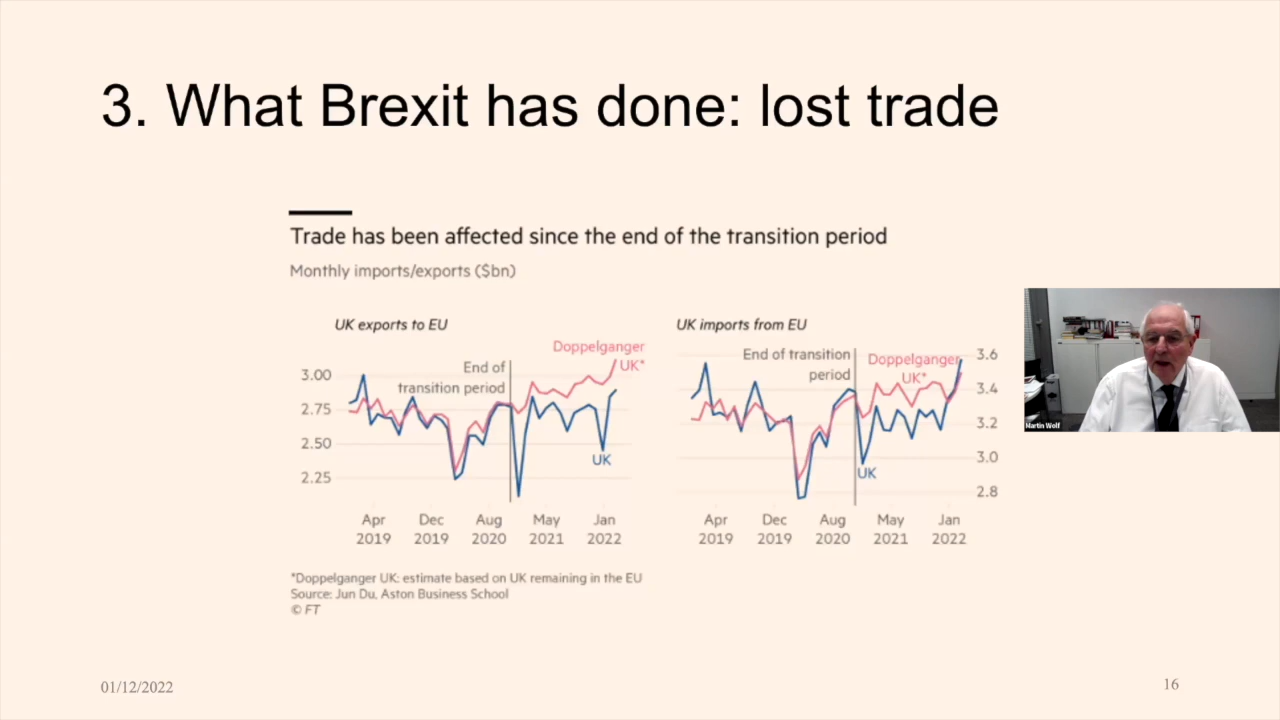 3. What Brexit has done: lost trade
Trade has been affected since the end of the transition period
Monthly imports/exports ($bn)
UK exports to EU
Doppelganger
UK*
End of
transition period
3.00
2.75
2.50
2.25
UK
Apr
2019
Dec
2019
Aug
2020
May
2021
Jan
2022
UK imports from EU
End of transition
period
Doppelganger
UK*
3.6
3.4
3.2
3.0
2.8
UK
Apr
2019
Dec
2019
Aug
2020
May
2021
Jan
2022
*Doppelganger UK: estimate based on UK remaining in the EU
Source: Jun Du, Aston Business School
© FT
Martin Wolf
01/12/2022
16